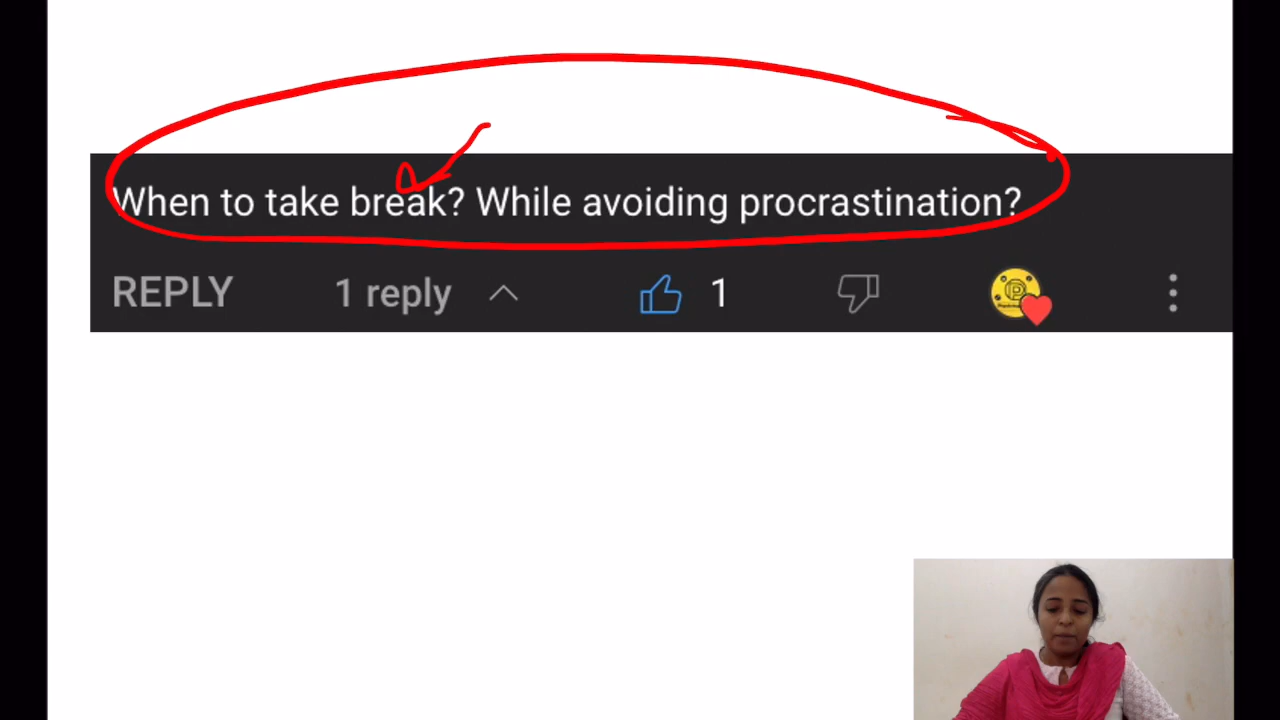 When to take break? While avoiding procrastination?
REPLY 1 reply 1